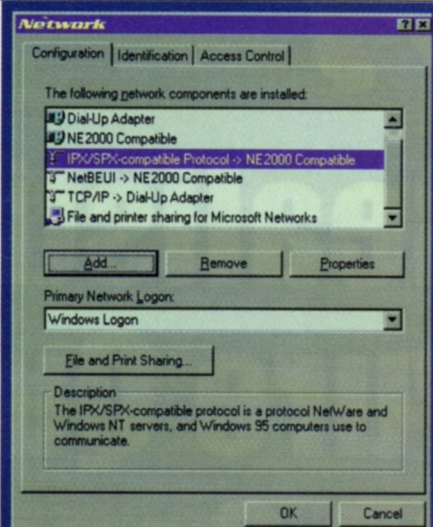 Network
Configuration
Identification
Access Control
The following network components are installed:
Dial-Up Adapter
NE2000 Compatible
IPX/SPX-compatible Protocol -> NE2000 Compatible
NetBEUI -> NE2000 Compatible
TCP/IP -> Dial-Up Adapter
File and printer sharing for Microsoft Networks
Add...
Remove
Properties
Primary Network Logon:
Windows Logon
File and Print Sharing...
Description
The IPX/SPX-compatible protocol is a protocol NetWare and
Windows NT servers, and Windows 95 computers use to
communicate.
OK
Cancel